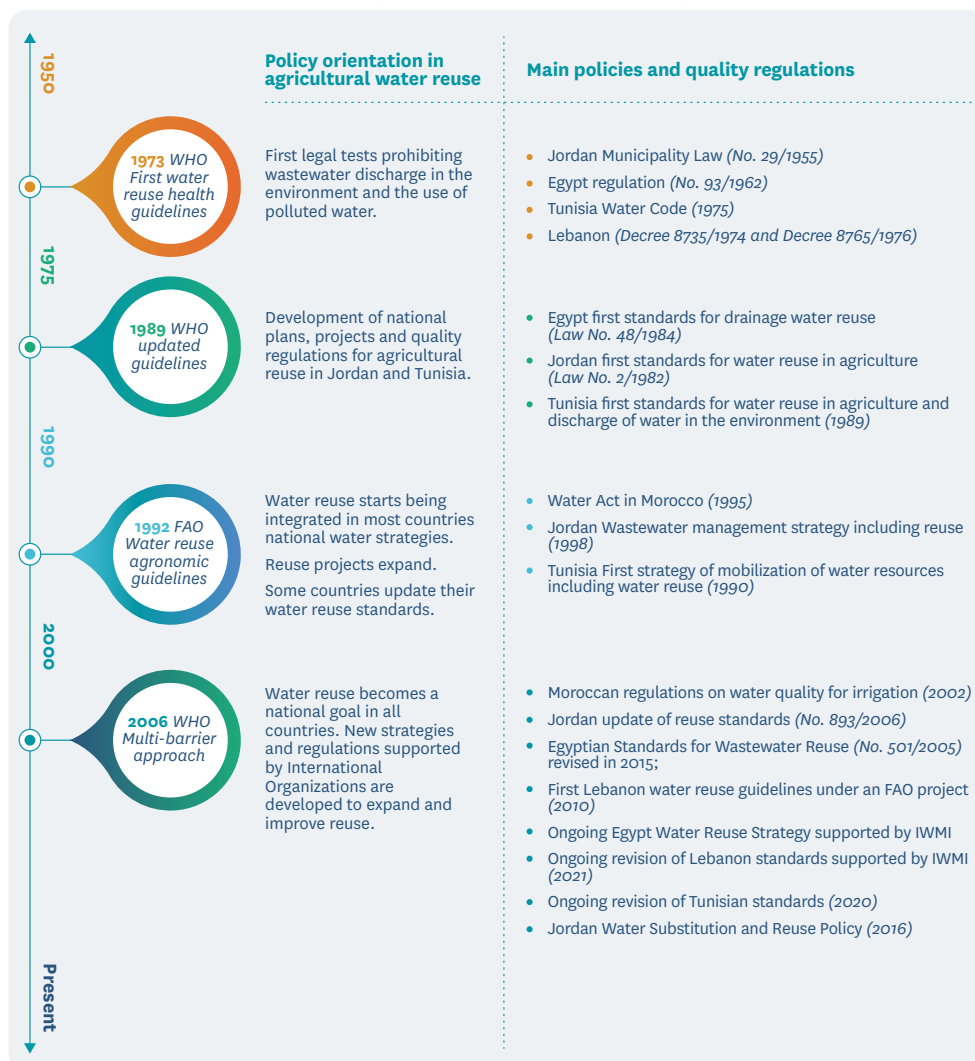 1950
Policy orientation in
agricultural water reuse
Main policies and quality regulations
1973 WHO
First water
reuse health
guidelines
First legal tests prohibiting
wastewater discharge in the
environment and the use of
polluted water.
• Jordan Municipality Law (No. 29/1955)
• Egypt regulation (No. 93/1962)
• Tunisia Water Code (1975)
• Lebanon (Decree 8735/1974 and Decree 8765/1976)
1975
1989 WHO
updated
guidelines
Development of national
plans, projects and quality
regulations for agricultural
reuse in Jordan and Tunisia.
• Egypt first standards for drainage water reuse
(Law No. 48/1984)
• Jordan first standards for water reuse in agriculture
(Law No. 2/1982)
• Tunisia first standards for water reuse in agriculture and
discharge of water in the environment (1989)
1990
1992 FAO
Water reuse
agronomic
guidelines
Water reuse starts being
integrated in most countries
national water strategies.
Reuse projects expand.
Some countries update their
water reuse standards.
• Water Act in Morocco (1995)
• Jordan Wastewater management strategy including reuse
(1998)
• Tunisia First strategy of mobilization of water resources
including water reuse (1990)
2000
2006 WHO
Multi-barrier
approach
Water reuse becomes a
national goal in all
countries. New strategies
and regulations supported
by International
Organizations are
developed to expand and
improve reuse.
• Moroccan regulations on water quality for irrigation (2002)
• Jordan update of reuse standards (No. 893/2006)
• Egyptian Standards for Wastewater Reuse (No. 501/2005)
revised in 2015;
• First Lebanon water reuse guidelines under an FAO project
(2010)
• Ongoing Egypt Water Reuse Strategy supported by IWMI
• Ongoing revision of Lebanon standards supported by IWMI
(2021)
• Ongoing revision of Tunisian standards (2020)
• Jordan Water Substitution and Reuse Policy (2016)
Present